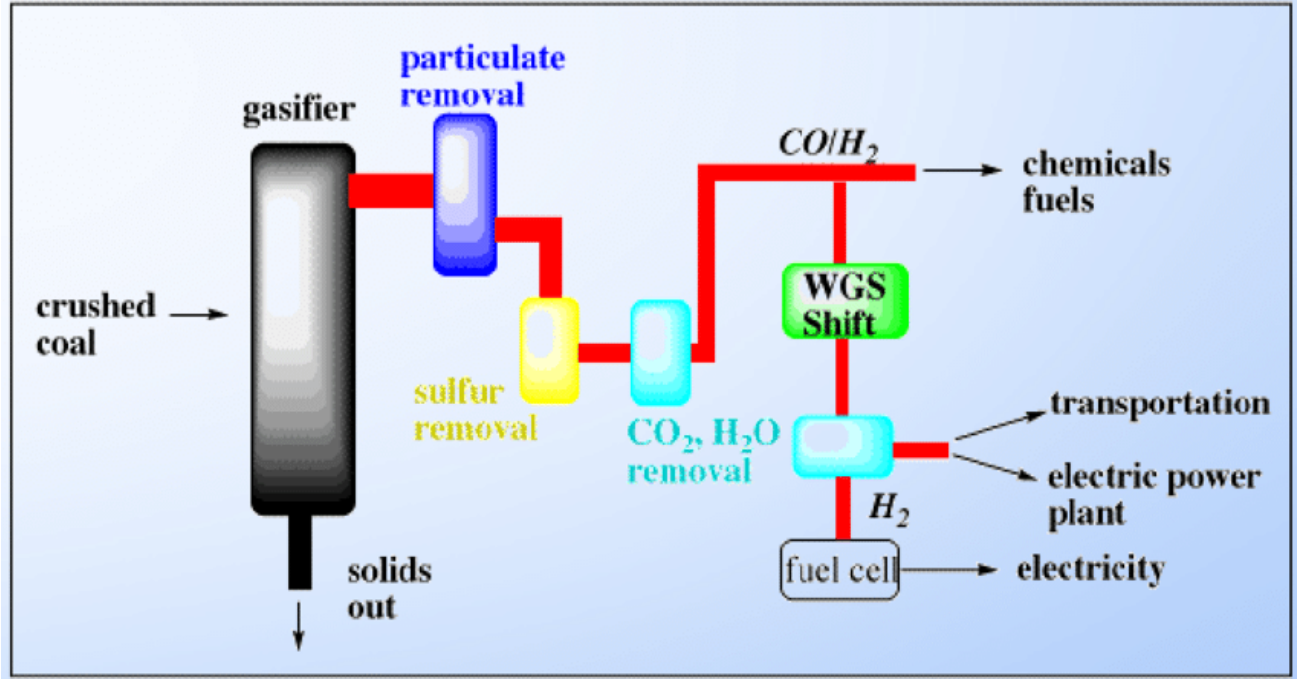 particulate
removal
gasifier
CO/H₂
chemicals
fuels
crushed
coal
WGS
Shift
sulfur
removal
CO₂, H₂O
removal
transportation
electric power
plant
H₂
solids
out
fuel cell
electricity